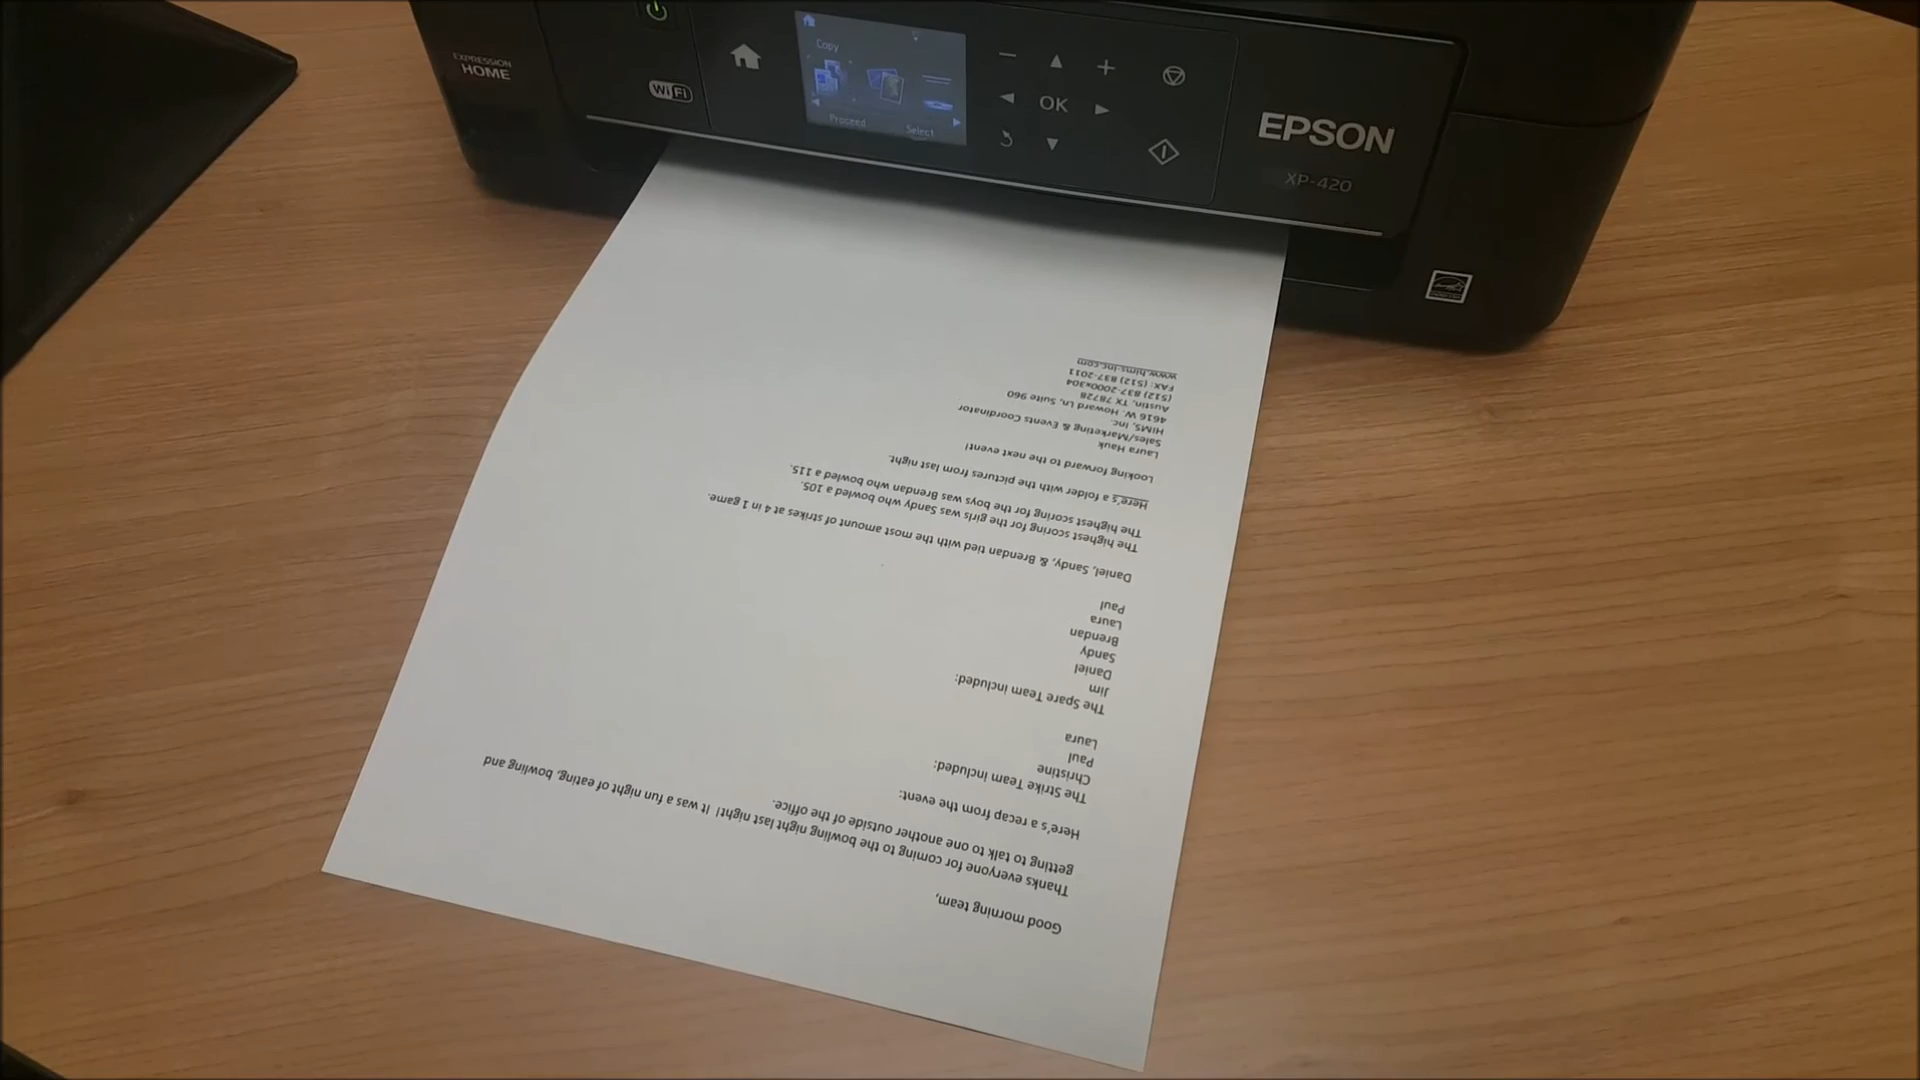 EXPRESSION
HOME
WiFi
Copy
Proceed
Select
OK
EPSON
XP-420
Good morning team,
Thanks everyone for coming to the bowling night last night! It was a fun night of eating, bowling and
getting to talk to one another outside of the office.
Here's a recap from the event:
The Strike Team included:
Christine
Paul
Laura
The Spare Team included:
Jim
Daniel
Sandy
Brendan
Laura
Paul
Daniel, Sandy, & Brendan tied with the most amount of strikes at 4 in 1 game.
The highest scoring for the girls was Sandy who bowled a 105.
The highest scoring for the boys was Brendan who bowled a 115.
Here's a folder with the pictures from last night.
Looking forward to the next event!
Laura Hauk
Sales/Marketing & Events Coordinator
HIMS, Inc.
4616 W. Howard Ln, Suite 960
Austin, TX 78728
(512) 837-2000x304
FAX: (512) 837-2011
www.hims-inc.com